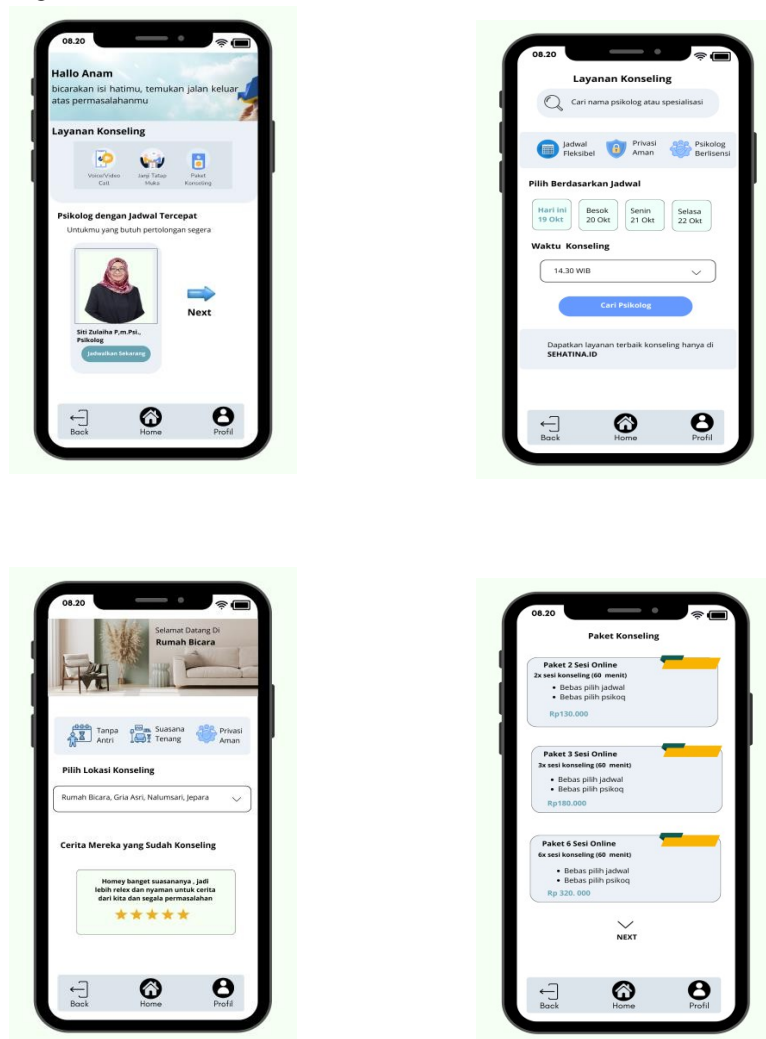 08.20
Hallo Anam
bicarakan isi hatimu, temukan jalan keluar
atas permasalahanmu
Layanan Konseling
Voice/Video
Call
Janji Tatap
Muka
Paket
Konseling
Psikolog dengan Jadwal Tercepat
Untukmu yang butuh pertolongan segera
Next
Siti Zulaiha P,m.Psi.,
Psikolog
Jadwalkan Sekarang
Back
Home
Profil
08.20
Layanan Konseling
Cari nama psikolog atau spesialisasi
Jadwal
Fleksibel
Privasi
Aman
Psikolog
Berlisensi
Pilih Berdasarkan Jadwal
Hari ini
19 Okt
Besok
20 Okt
Senin
21 Okt
Selasa
22 Okt
Waktu Konseling
14.30 WIB
Cari Psikolog
Dapatkan layanan terbaik konseling hanya di
SEHATINA.ID
Back
Home
Profil
08.20
Selamat Datang Di
Rumah Bicara
Tanpa
Antri
Suasana
Tenang
Privasi
Aman
Pilih Lokasi Konseling
Rumah Bicara, Gria Asri, Nalumsari, Jepara
Cerita Mereka yang Sudah Konseling
Homey banget suasananya , jadi
lebih relex dan nyaman untuk cerita
dari kita dan segala permasalahan
Back
Home
Profil
08.20
Paket Konseling
Paket 2 Sesi Online
2x sesi konseling (60 menit)
• Bebas pilih jadwal
• Bebas pilih psikoq
Rp130.000
Paket 3 Sesi Online
3x sesi konseling (60 menit)
• Bebas pilih jadwal
• Bebas pilih psikoq
Rp180.000
Paket 6 Sesi Online
6x sesi konseling (60 menit)
• Bebas pilih jadwal
• Bebas pilih psikoq
Rp 320. 000
NEXT
Back
Home
Profil